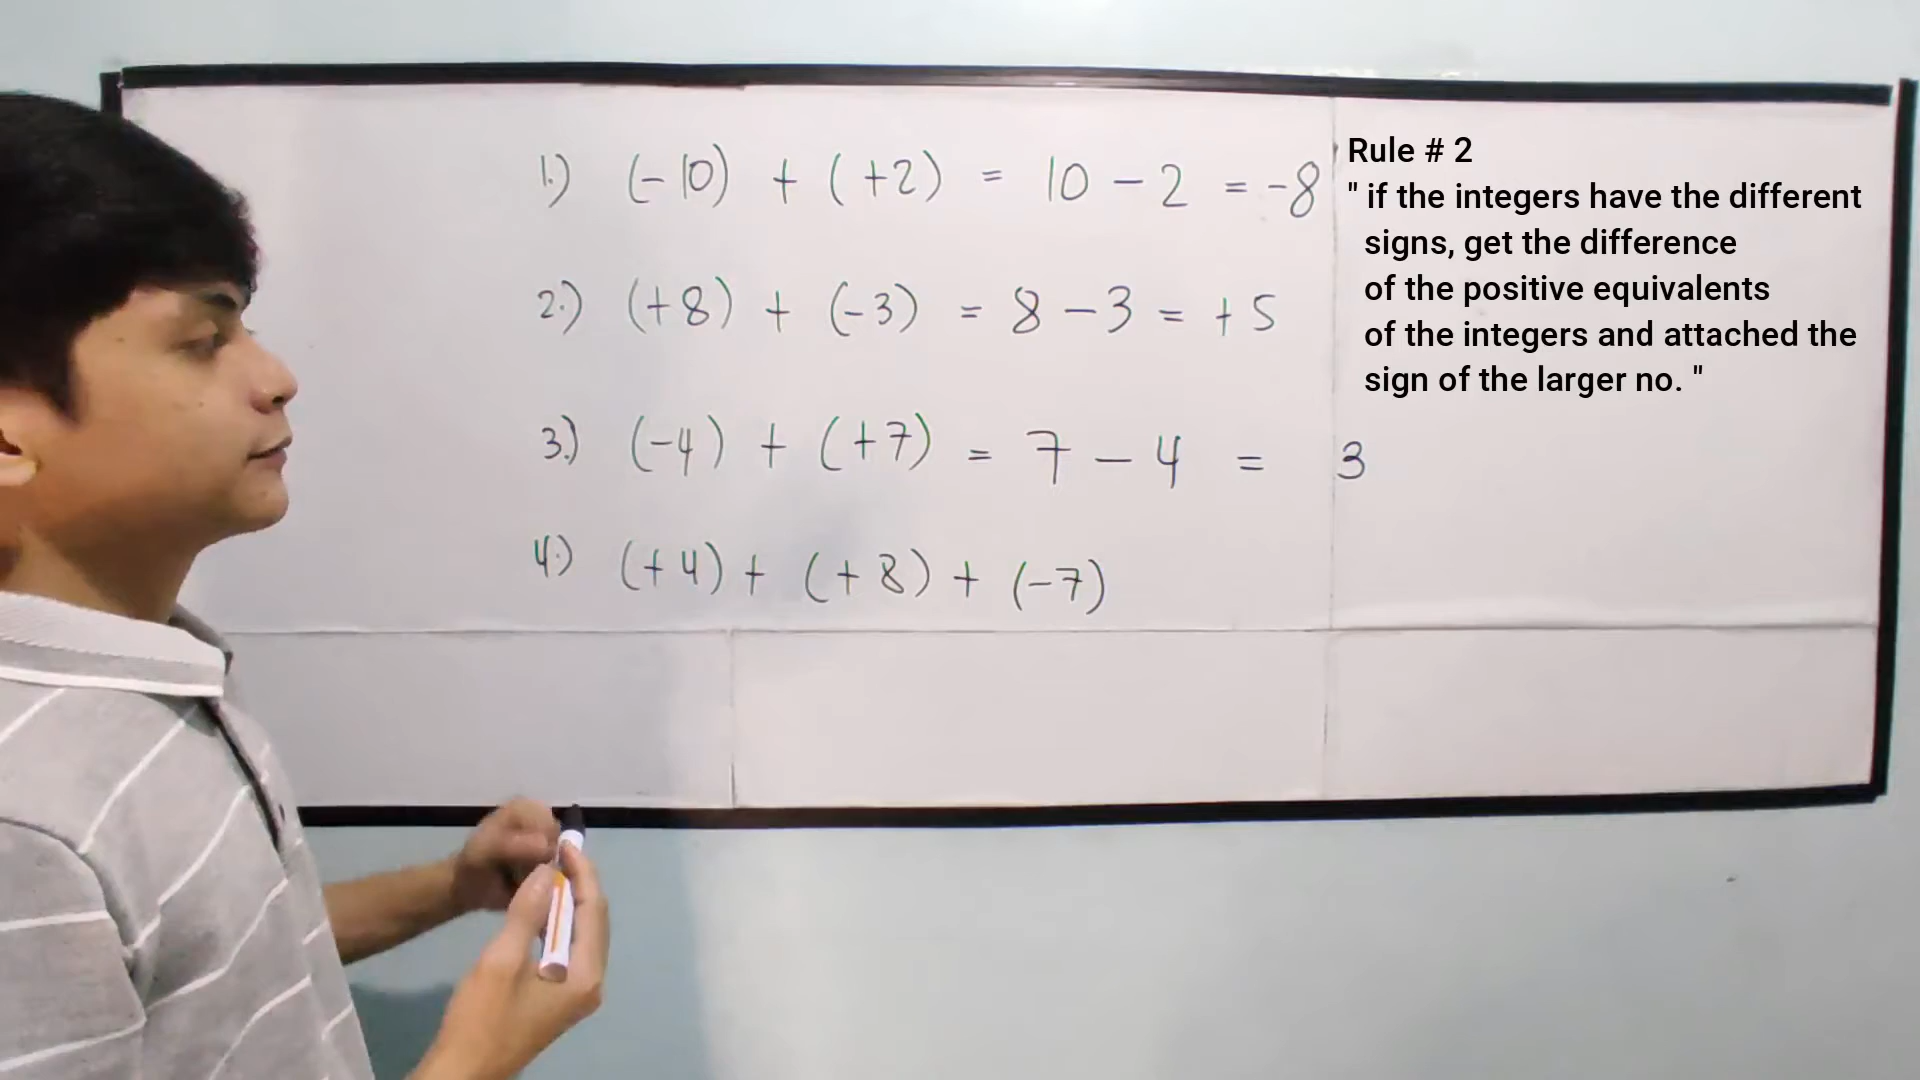 1.) (-10) + (+2) = 10 - 2 = -8
2.) (+8) + (-3) = 8 - 3 = +5
3.) (-4) + (+7) = 7 - 4 = 3
4.) (+4) + (+8) + (-7)
Rule # 2
" if the integers have the different
signs, get the difference
of the positive equivalents
of the integers and attached the
sign of the larger no. "